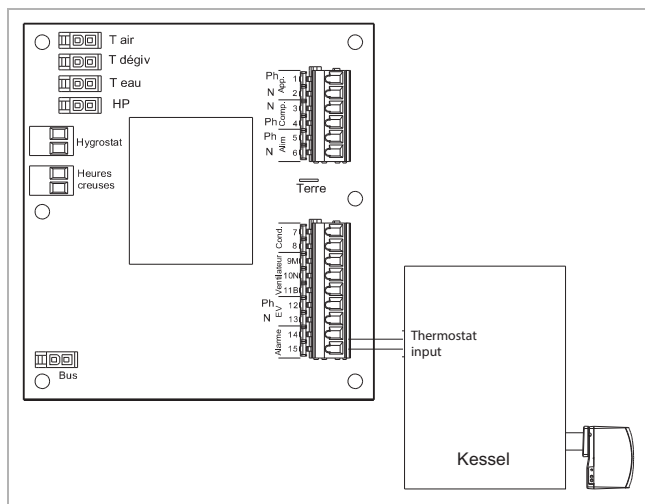 T air
T dégiv
T eau
HP
Hygrostat
Heures
creuses
Bus
Ph 1
N 2
App.
N 3
Ph 4
Comp.
Ph 5
N 6
Alim
Terre
7
8
Cond.
9M
10N
11B
Ventilateur
Ph 12
N 13
EV
14
15
Alarme
Thermostat
input
Kessel